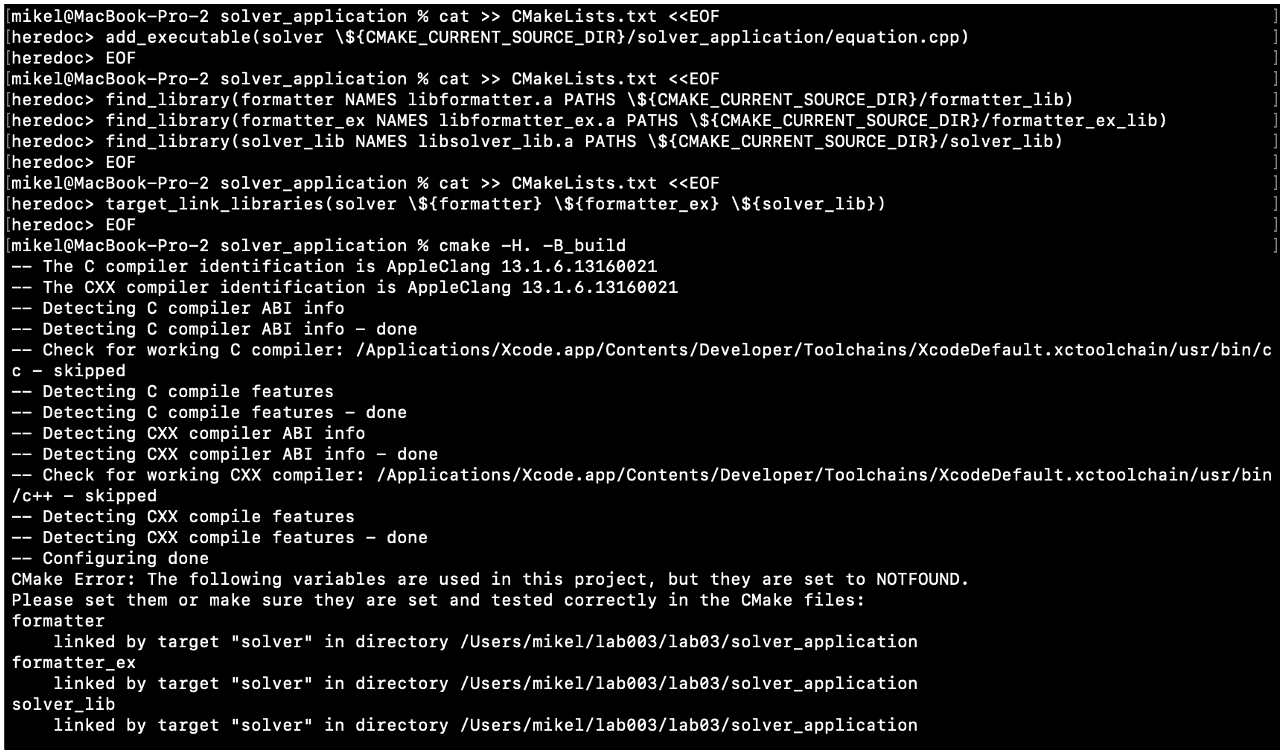 [mikel@MacBook-Pro-2 solver_application % cat >> CMakeLists.txt <<EOF ]
[heredoc> add_executable(solver \${CMAKE_CURRENT_SOURCE_DIR}/solver_application/equation.cpp) ]
[heredoc> EOF ]
[mikel@MacBook-Pro-2 solver_application % cat >> CMakeLists.txt <<EOF ]
[heredoc> find_library(formatter NAMES libformatter.a PATHS \${CMAKE_CURRENT_SOURCE_DIR}/formatter_lib) ]
[heredoc> find_library(formatter_ex NAMES libformatter_ex.a PATHS \${CMAKE_CURRENT_SOURCE_DIR}/formatter_ex_lib) ]
[heredoc> find_library(solver_lib NAMES libsolver_lib.a PATHS \${CMAKE_CURRENT_SOURCE_DIR}/solver_lib) ]
[heredoc> EOF ]
[mikel@MacBook-Pro-2 solver_application % cat >> CMakeLists.txt <<EOF ]
[heredoc> target_link_libraries(solver \${formatter} \${formatter_ex} \${solver_lib}) ]
[heredoc> EOF ]
[mikel@MacBook-Pro-2 solver_application % cmake -H. -B_build ]
-- The C compiler identification is AppleClang 13.1.6.13160021
-- The CXX compiler identification is AppleClang 13.1.6.13160021
-- Detecting C compiler ABI info
-- Detecting C compiler ABI info - done
-- Check for working C compiler: /Applications/Xcode.app/Contents/Developer/Toolchains/XcodeDefault.xctoolchain/usr/bin/c
c - skipped
-- Detecting C compile features
-- Detecting C compile features - done
-- Detecting CXX compiler ABI info
-- Detecting CXX compiler ABI info - done
-- Check for working CXX compiler: /Applications/Xcode.app/Contents/Developer/Toolchains/XcodeDefault.xctoolchain/usr/bin
/c++ - skipped
-- Detecting CXX compile features
-- Detecting CXX compile features - done
-- Configuring done
CMake Error: The following variables are used in this project, but they are set to NOTFOUND.
Please set them or make sure they are set and tested correctly in the CMake files:
formatter
    linked by target "solver" in directory /Users/mikel/lab003/lab03/solver_application
formatter_ex
    linked by target "solver" in directory /Users/mikel/lab003/lab03/solver_application
solver_lib
    linked by target "solver" in directory /Users/mikel/lab003/lab03/solver_application